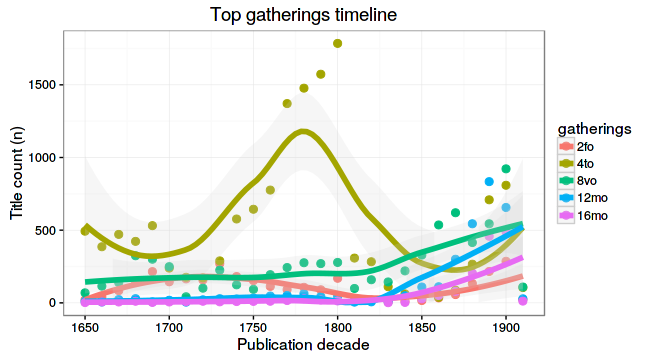 Top gatherings timeline
Title count (n)
1500
1000
500
0
1650
1700
1750
1800
1850
1900
Publication decade
gatherings
2fo
4to
8vo
12mo
16mo